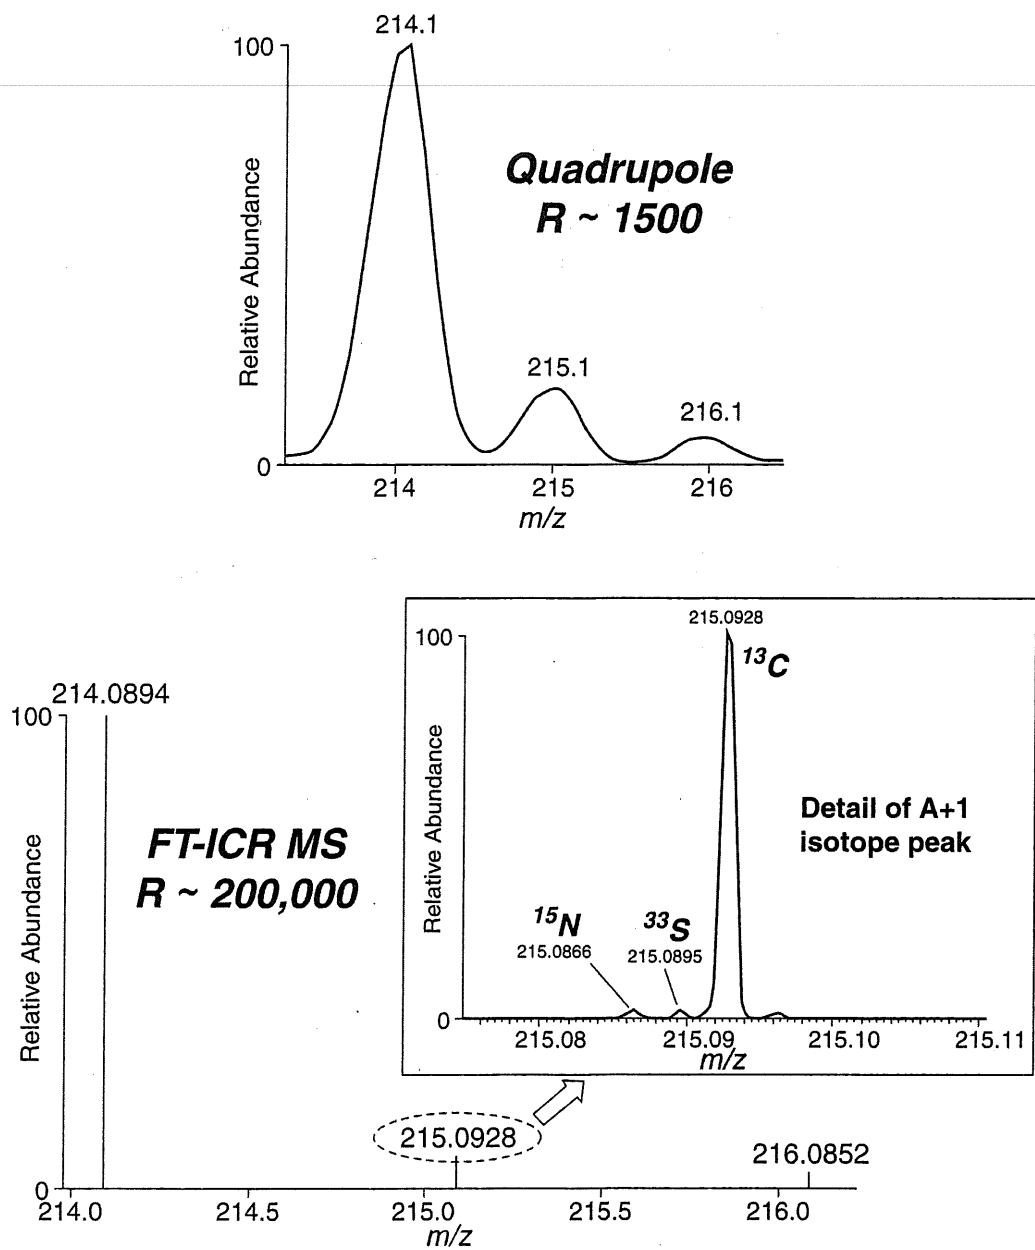 214.1
100
Quadrupole
R ~ 1500
Relative Abundance
215.1
216.1
0
214
215
216
m/z
215.0928
100
13C
214.0894
100
Relative Abundance
Detail of A+1
isotope peak
FT-ICR MS
R ~ 200,000
15N
33S
215.0866
215.0895
Relative Abundance
0
215.08
215.09
215.10
215.11
m/z
215.0928
216.0852
0
214.0
214.5
215.0
215.5
216.0
m/z